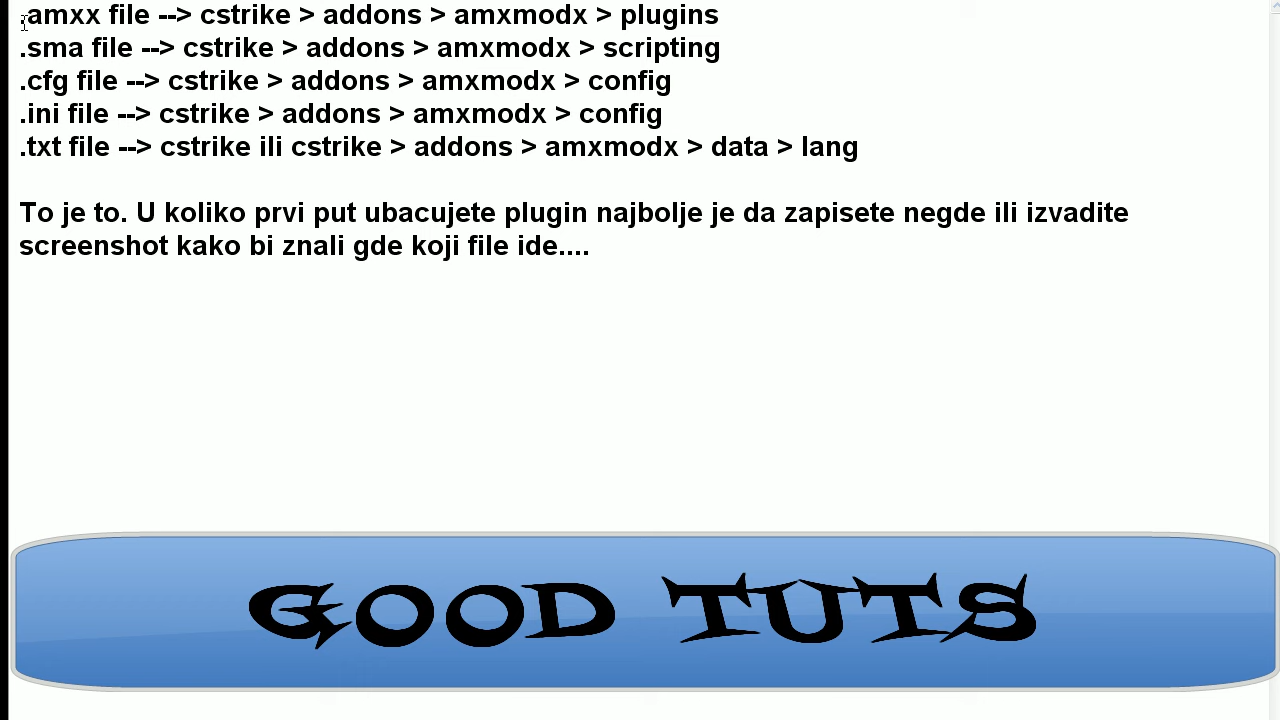 .amxx file --> cstrike > addons > amxmodx > plugins
.sma file --> cstrike > addons > amxmodx > scripting
.cfg file --> cstrike > addons > amxmodx > config
.ini file --> cstrike > addons > amxmodx > config
.txt file --> cstrike ili cstrike > addons > amxmodx > data > lang
To je to. U koliko prvi put ubacujete plugin najbolje je da zapisete negde ili izvadite
screenshot kako bi znali gde koji file ide....
GOOD TUTS